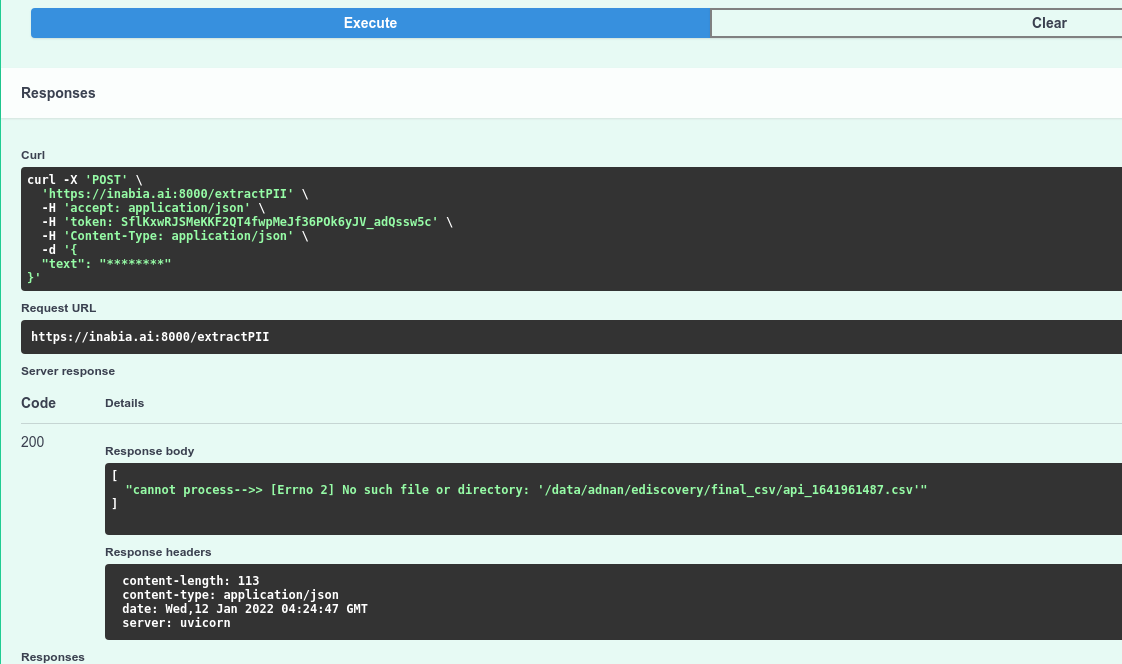 Execute
Clear
Responses
Curl
curl -X 'POST' \
'https://inabia.ai:8000/extractPII' \
-H 'accept: application/json' \
-H 'token: SflKxwRJSMeKKF2QT4fwpMeJf36POk6yJV_adQssw5c' \
-H 'Content-Type: application/json' \
-d '{
"text": "********"
}'
Request URL
https://inabia.ai:8000/extractPII
Server response
Code Details
200
Response body
[
"cannot process-->> [Errno 2] No such file or directory: '/data/adnan/ediscovery/final_csv/api_1641961487.csv'"
]
Response headers
content-length: 113
content-type: application/json
date: Wed,12 Jan 2022 04:24:47 GMT
server: uvicorn
Responses